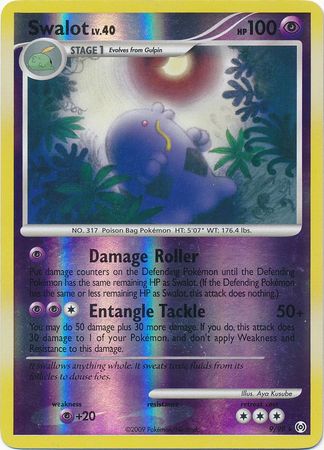 Swalot LV.40 HP 100
STAGE 1 Evolves from Gulpin
NO. 317 Poison Bag Pokémon HT: 5'07" WT: 176.4 lbs.
Damage Roller
Put damage counters on the Defending Pokémon until the Defending
Pokémon has the same remaining HP as Swalot. (If the Defending Pokémon
has the same or less remaining HP as Swalot, this attack does nothing.)
Entangle Tackle 50+
You may do 50 damage plus 30 more damage. If you do, this attack does
30 damage to 1 of your Pokémon, and don't apply Weakness and
Resistance to this damage.
It swallows anything whole. It sweats toxic fluids from its
follicles to douse foes.
Illus. Aya Kusube
weakness resistance retreat cost
+20
©2009 Pokémon 9/99